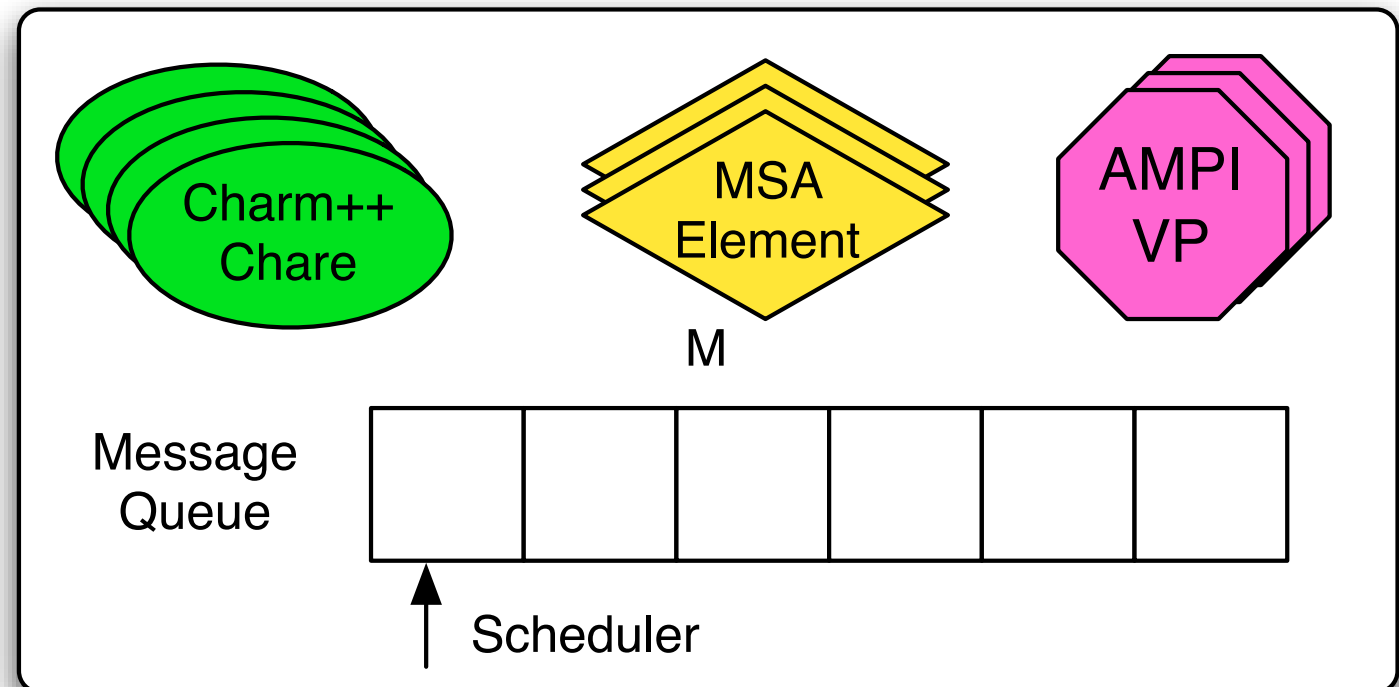 Charm++
Chare
MSA
Element
AMPI
VP
M
Message
Queue
Scheduler